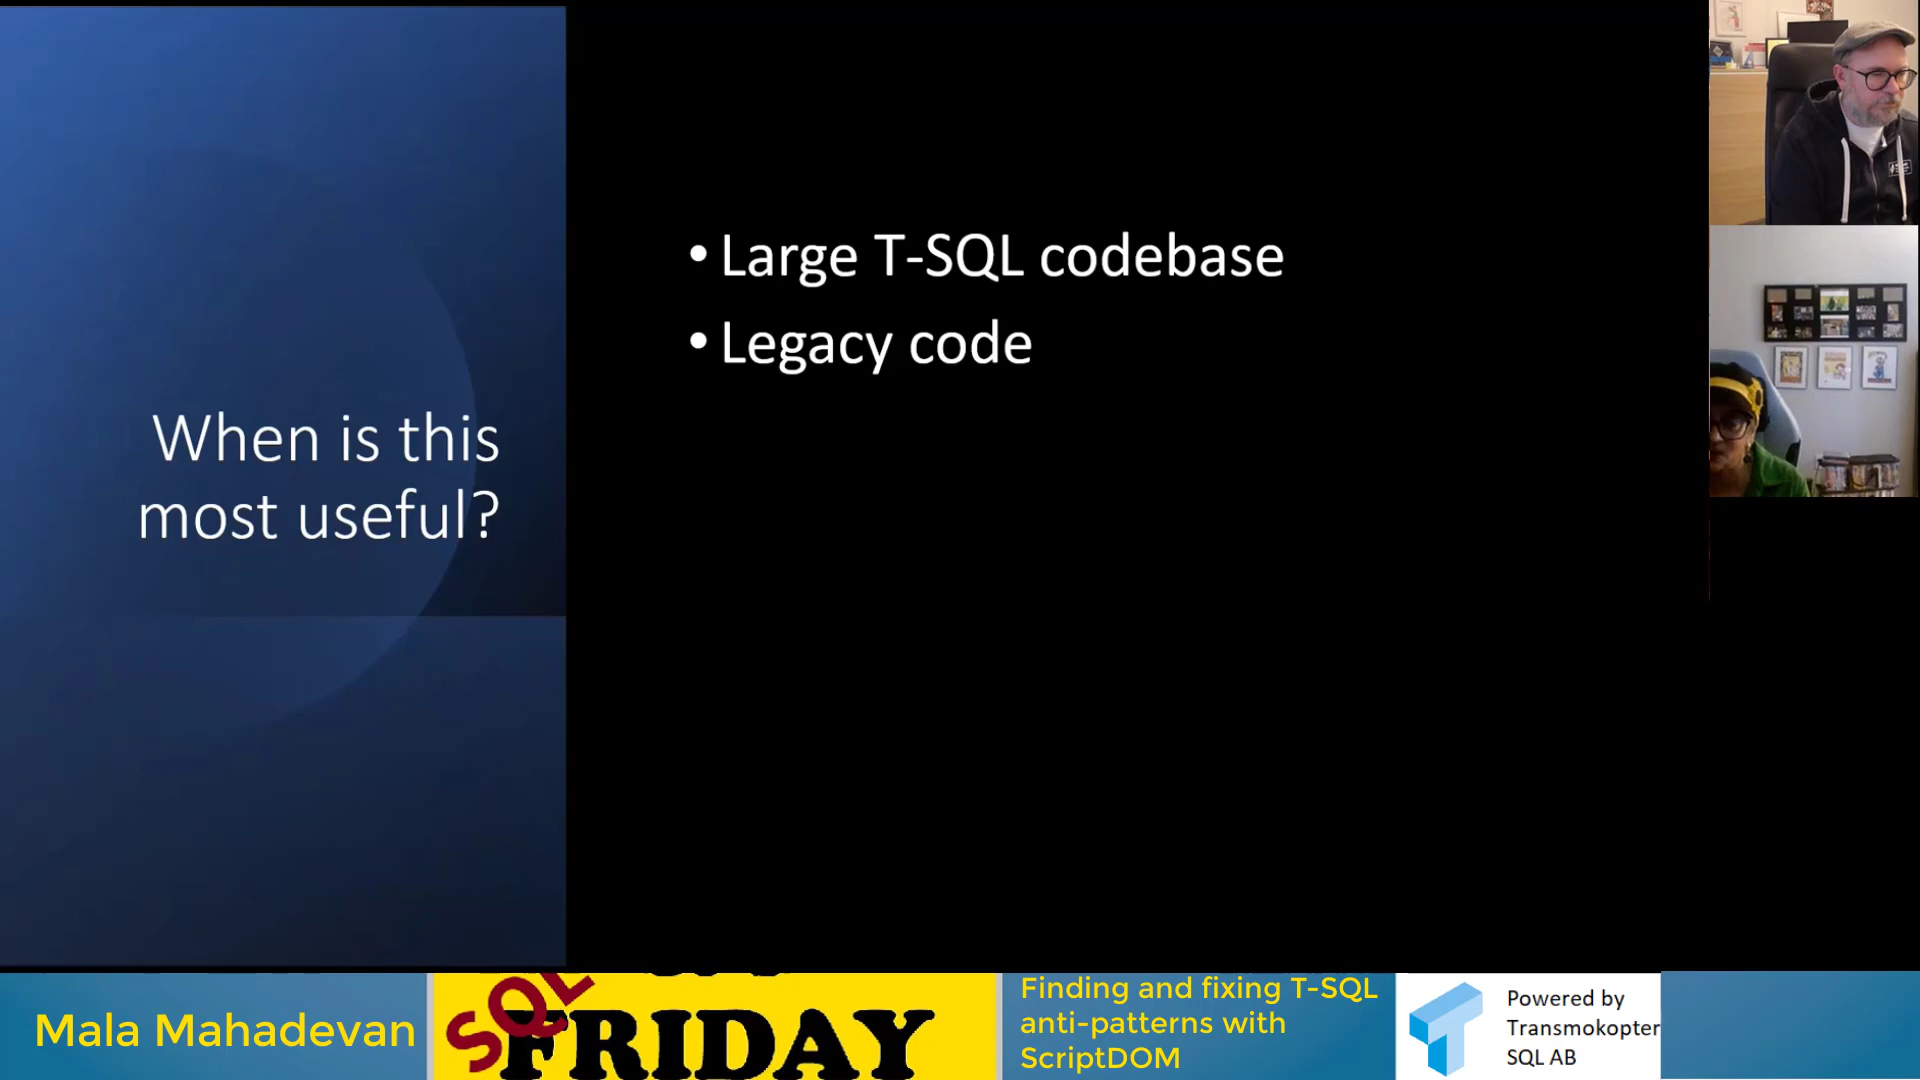 When is this
most useful?
• Large T-SQL codebase
• Legacy code
Mala Mahadevan
SQL
FRIDAY
Finding and fixing T-SQL
anti-patterns with
ScriptDOM
Powered by
Transmokopter
SQL AB